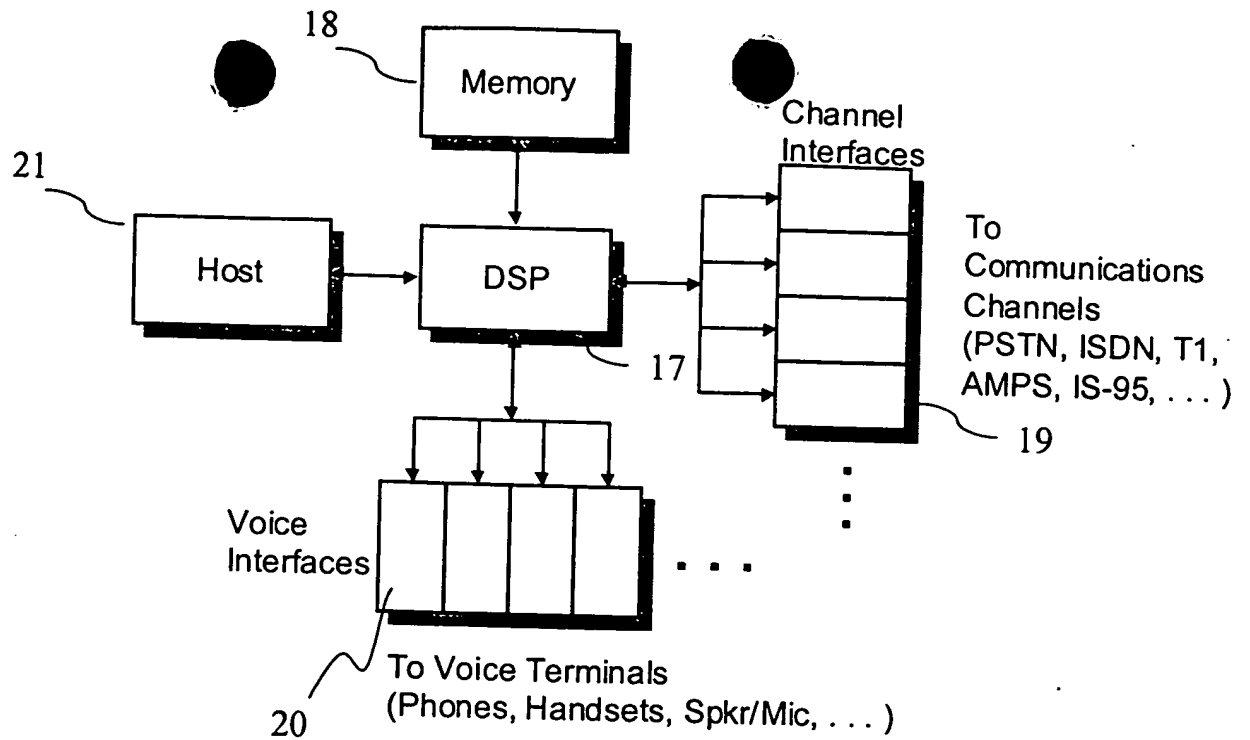 18
Memory
Channel
Interfaces
21
Host
DSP
17
To
Communications
Channels
(PSTN, ISDN, T1,
AMPS, IS-95, . . . )
19
Voice
Interfaces
. . .
20
To Voice Terminals
(Phones, Handsets, Spkr/Mic, . . . )